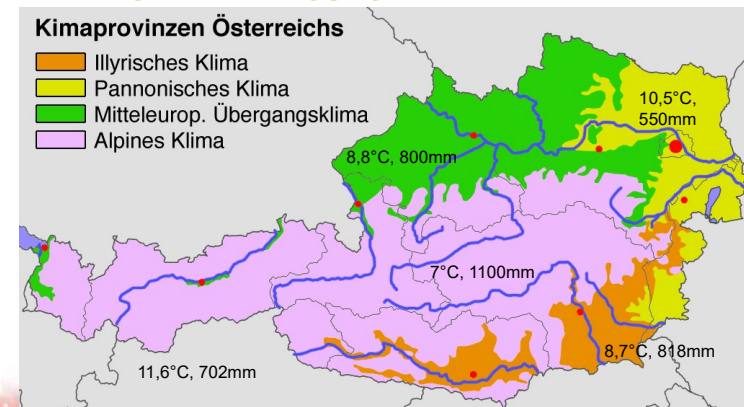 Kimaprovinzen Österreichs
Illyrisches Klima
Pannonisches Klima
Mitteleurop. Übergangsklima
Alpines Klima
10,5°C,
550mm
8,8°C, 800mm
7°C, 1100mm
8,7°C, 818mm
11,6°C, 702mm